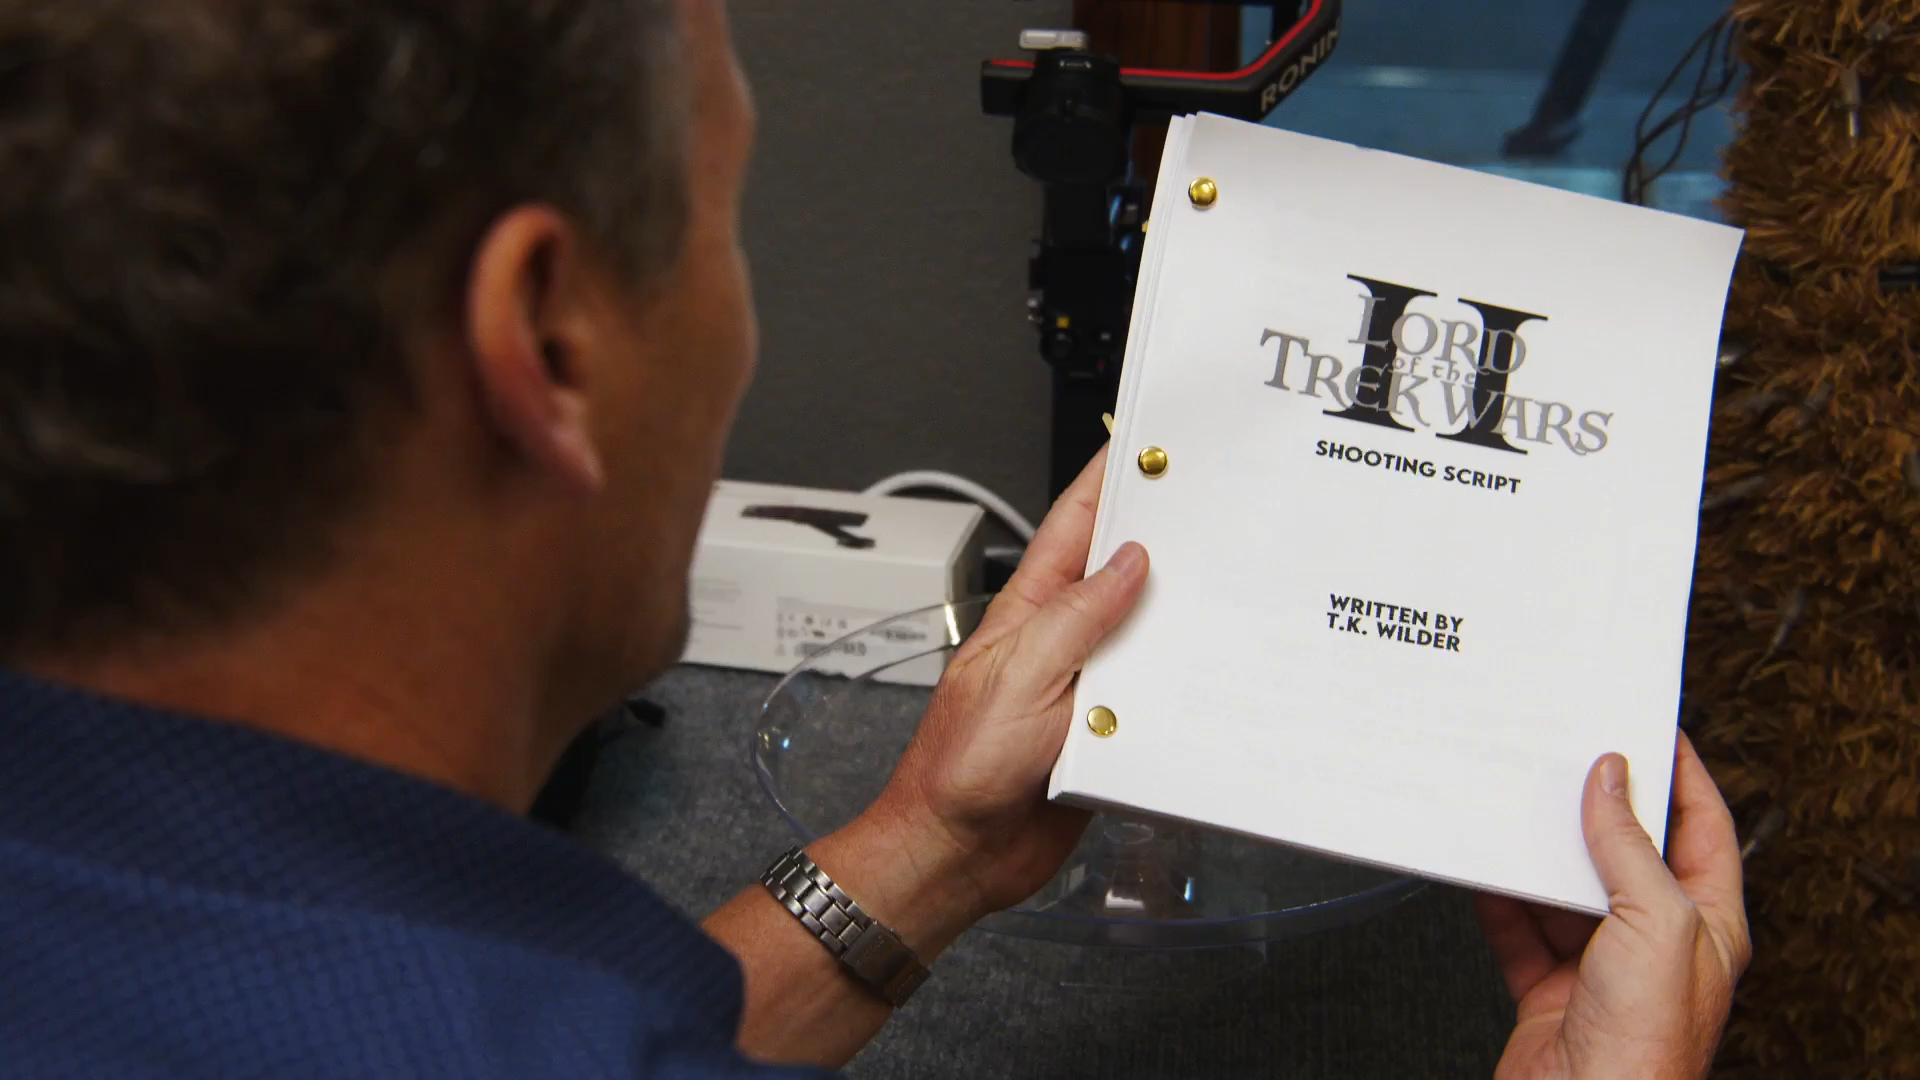 RONIN
II
LORD
of the
TREK WARS
SHOOTING SCRIPT
WRITTEN BY
T.K. WILDER